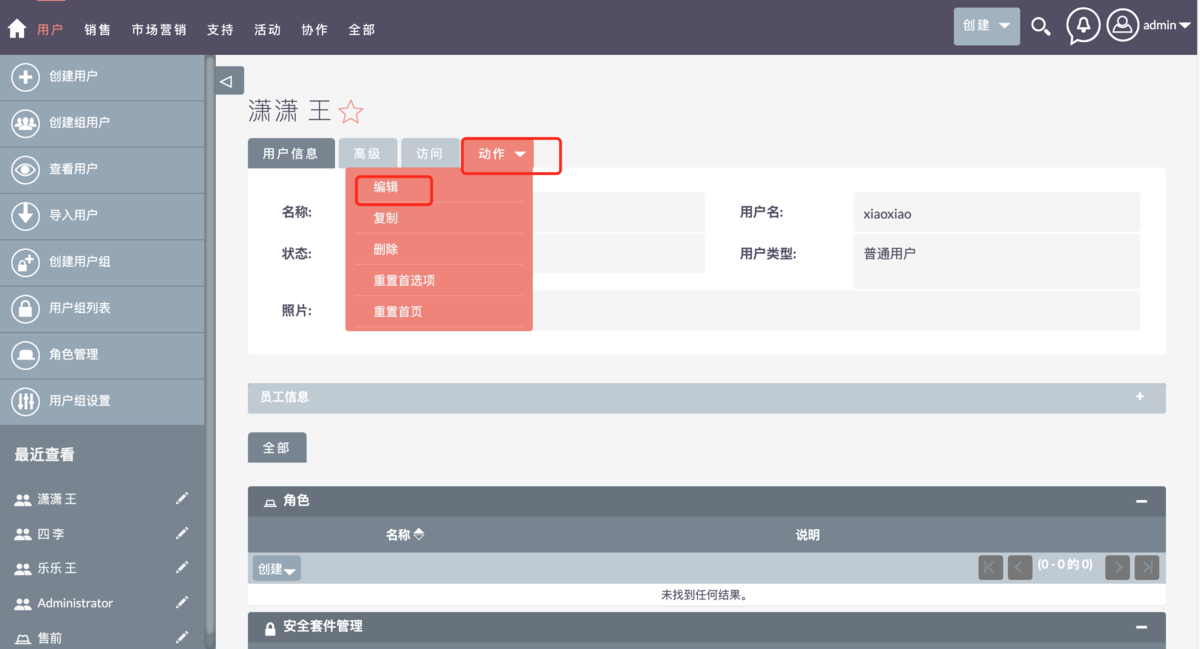 用户 销售 市场营销 支持 活动 协作 全部 创建 admin
创建用户
创建组用户
查看用户
导入用户
创建用户组
用户组列表
角色管理
用户组设置
最近查看
潇潇 王
四 李
乐乐 王
Administrator
售前
潇潇 王
用户信息 高级 访问 动作
编辑
复制
删除
重置首选项
重置首页
名称: 用户名: xiaoxiao
状态: 用户类型: 普通用户
照片:
员工信息
全部
角色
名称 说明
创建 (0 - 0 的 0)
未找到任何结果。
安全套件管理